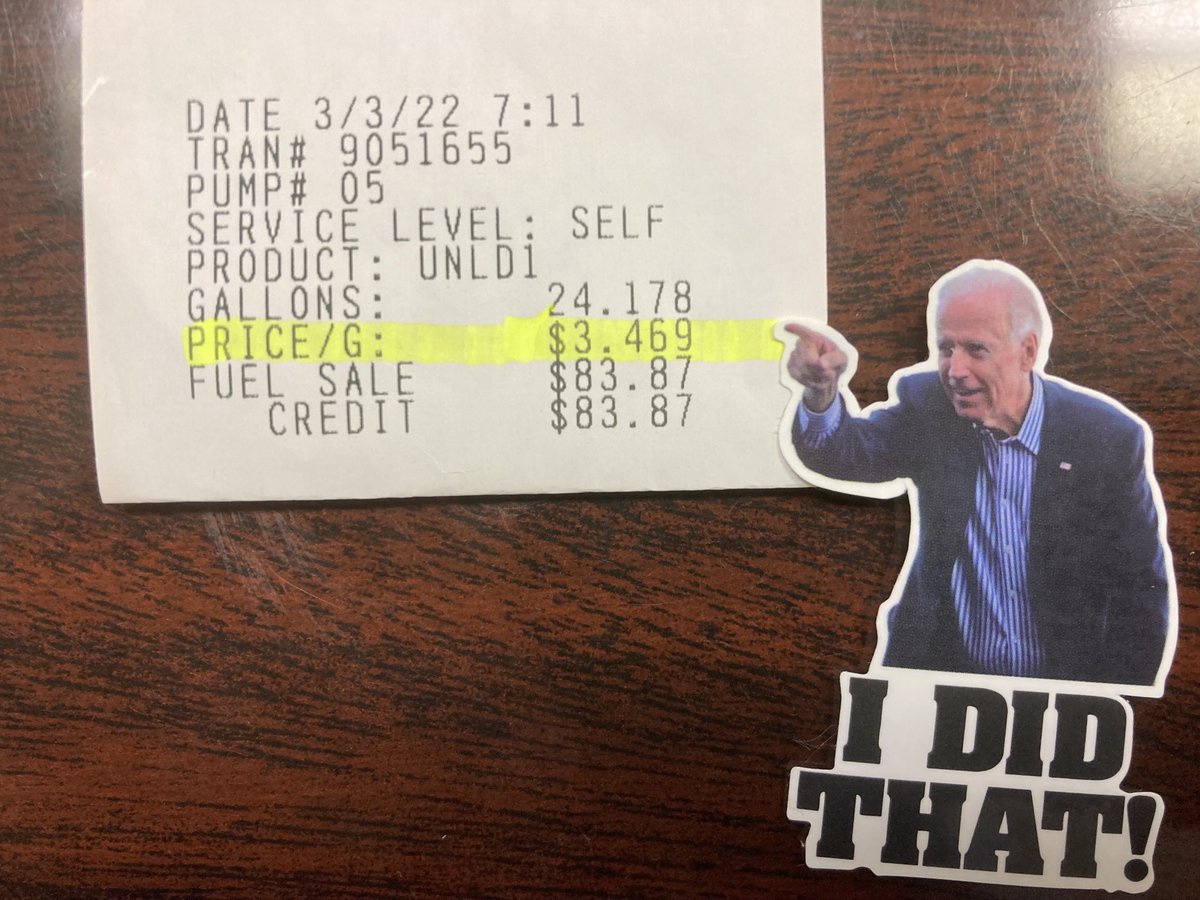 DATE 3/3/22 7:11
TRAN# 9051655
PUMP# 05
SERVICE LEVEL: SELF
PRODUCT: UNLD1
GALLONS: 24.178
PRICE/G: $3.469
FUEL SALE $83.87
CREDIT $83.87
I DID
THAT!